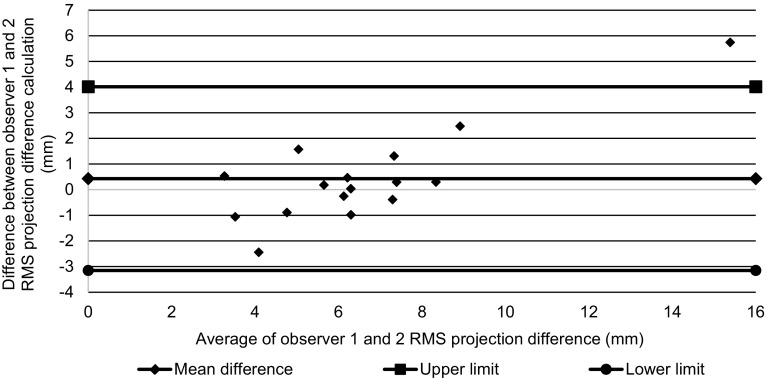 Difference between observer 1 and 2
RMS projection difference calculation
(mm)
7
6
5
4
3
2
1
0
-1
-2
-3
-4
0 2 4 6 8 10 12 14 16
Average of observer 1 and 2 RMS projection difference (mm)
Mean difference Upper limit Lower limit